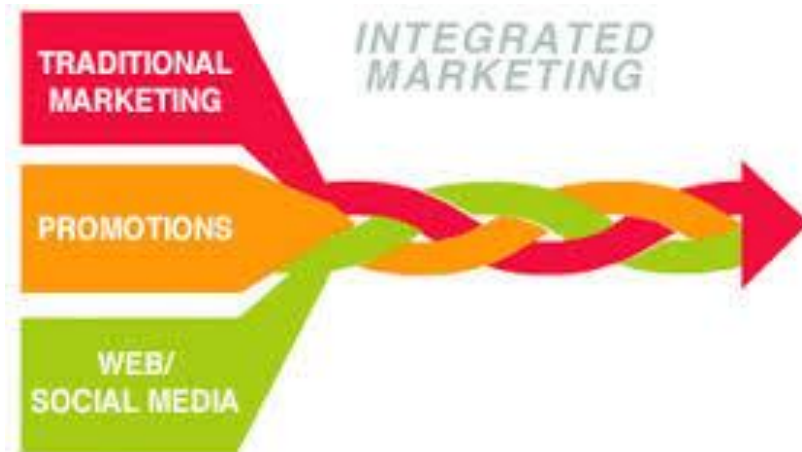 INTEGRATED
MARKETING
TRADITIONAL
MARKETING
PROMOTIONS
WEB/
SOCIAL MEDIA